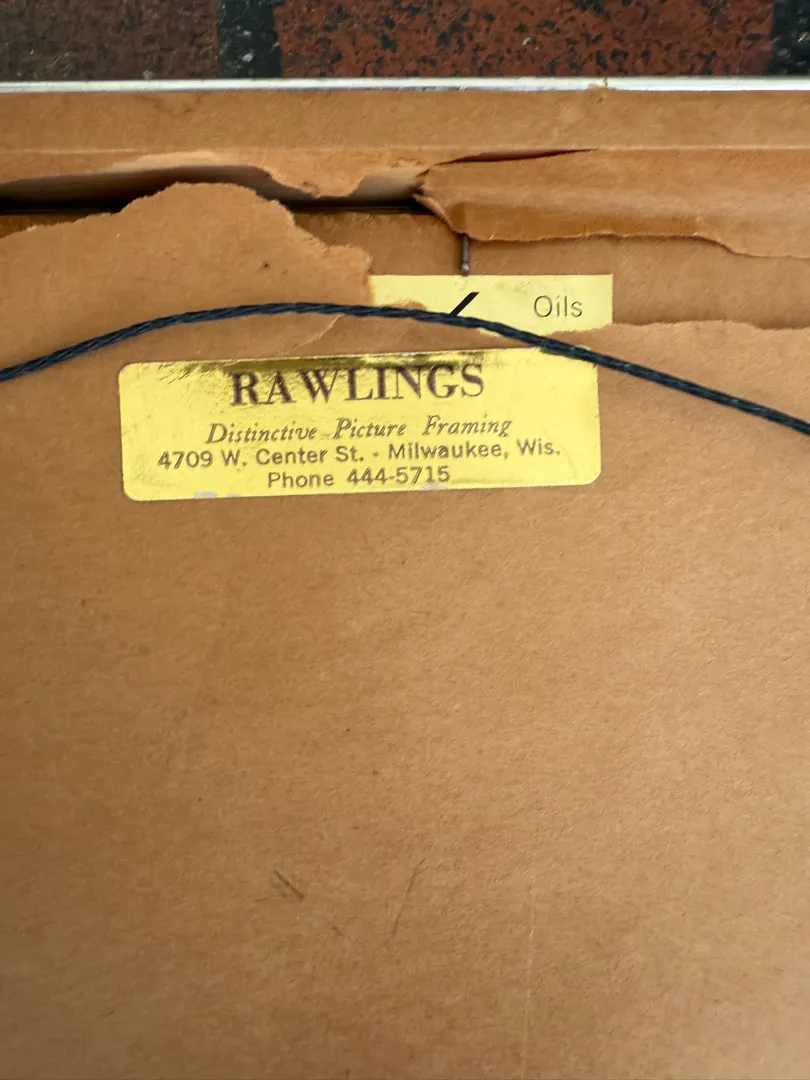 Oils
RAWLINGS
Distinctive Picture Framing
4709 W. Center St. - Milwaukee, Wis.
Phone 444-5715